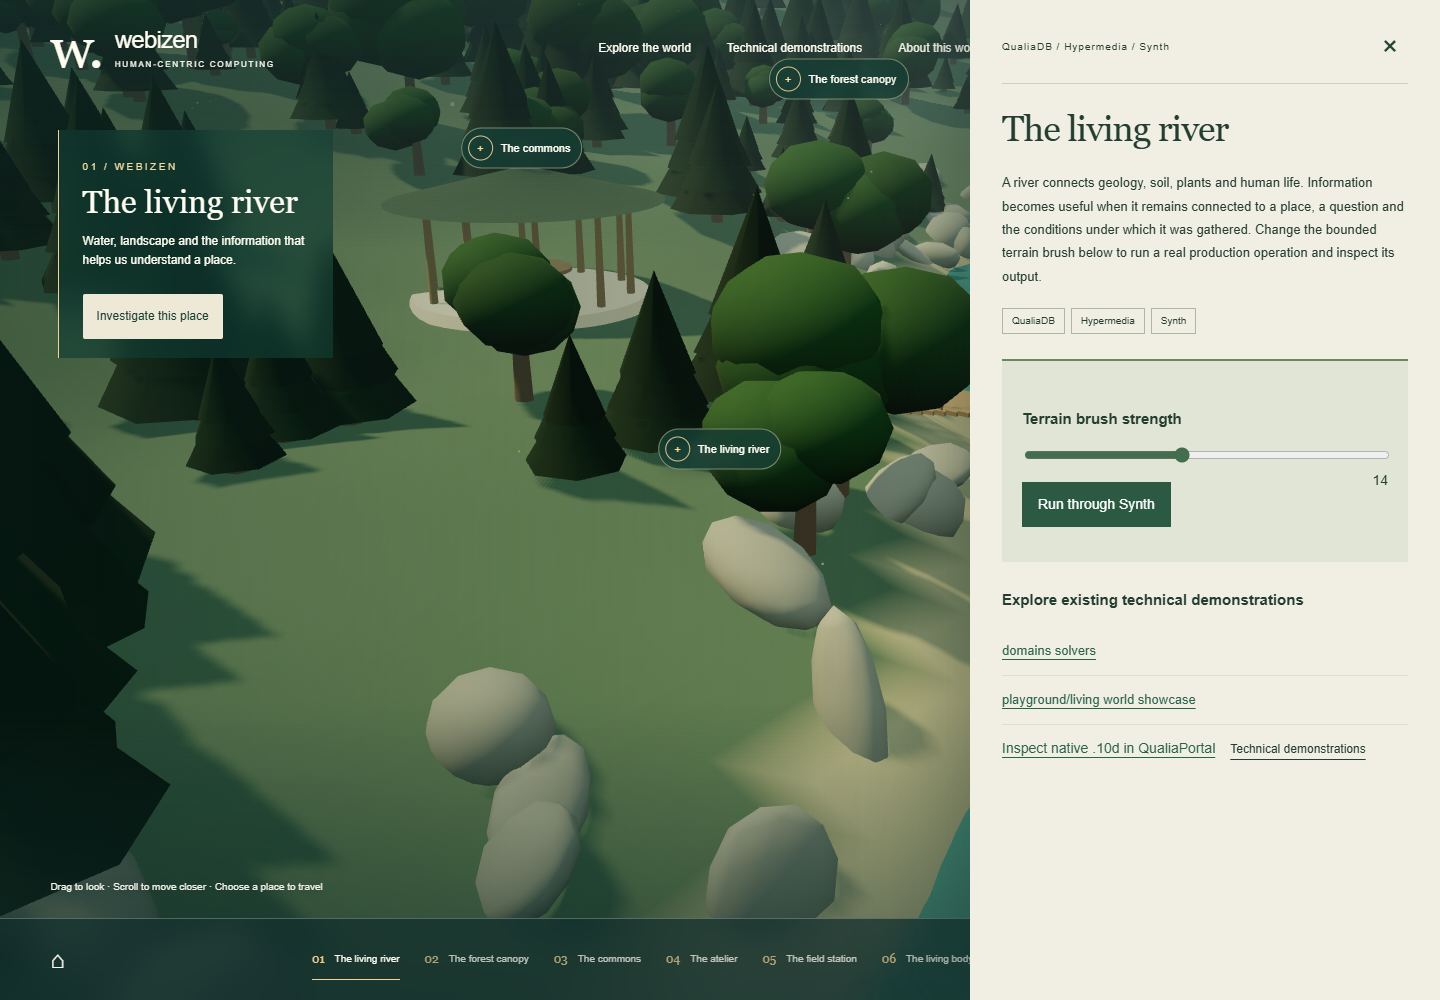 w.
webizen
HUMAN-CENTRIC COMPUTING
Explore the world
Technical demonstrations
About this wo
The forest canopy
The commons
01 / WEBIZEN
The living river
Water, landscape and the information that
helps us understand a place.
Investigate this place
The living river
Drag to look · Scroll to move closer · Choose a place to travel
01 The living river
02 The forest canopy
03 The commons
04 The atelier
05 The field station
06 The living body
QualiaDB / Hypermedia / Synth
The living river
A river connects geology, soil, plants and human life. Information
becomes useful when it remains connected to a place, a question and
the conditions under which it was gathered. Change the bounded
terrain brush below to run a real production operation and inspect its
output.
QualiaDB
Hypermedia
Synth
Terrain brush strength
14
Run through Synth
Explore existing technical demonstrations
domains solvers
playground/living world showcase
Inspect native .10d in QualiaPortal
Technical demonstrations